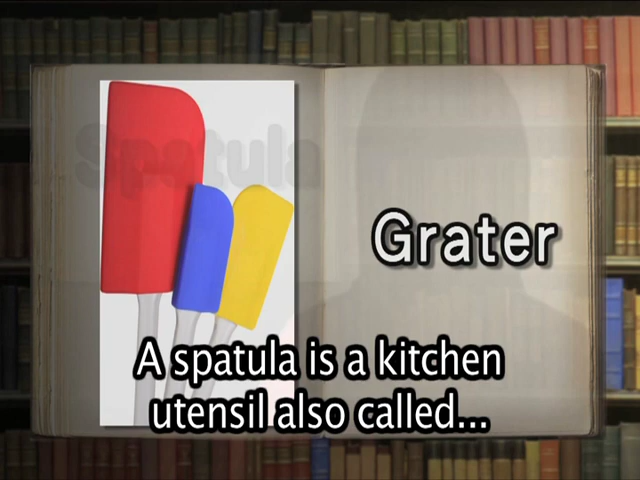 Spatula
Grater
A spatula is a kitchen
utensil also called...